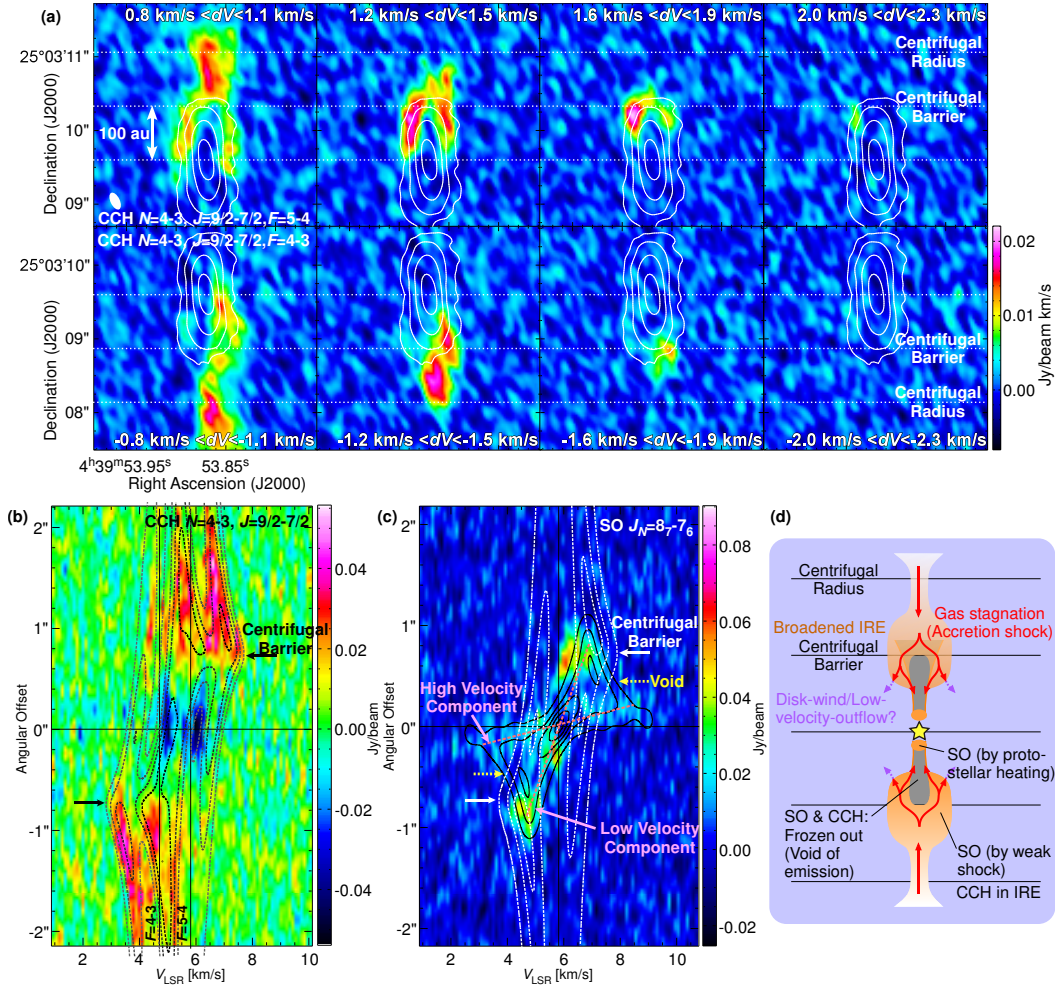 (a)
0.8 km/s <dV<1.1 km/s
1.2 km/s <dV<1.5 km/s
1.6 km/s <dV<1.9 km/s
2.0 km/s <dV<2.3 km/s
25°03'11"
10"
09"
Declination (J2000)
100 au
Centrifugal
Radius
Centrifugal
Barrier
CCH N=4-3, J=9/2-7/2,F=5-4
CCH N=4-3, J=9/2-7/2,F=4-3
25°03'10"
09"
08"
Declination (J2000)
Centrifugal
Barrier
Centrifugal
Radius
-0.8 km/s <dV<-1.1 km/s
-1.2 km/s <dV<-1.5 km/s
-1.6 km/s <dV<-1.9 km/s
-2.0 km/s <dV<-2.3 km/s
4h39m53.95s
53.85s
Right Ascension (J2000)
0.02
0.01
0.00
Jy/beam km/s
(b)
CCH N=4-3, J=9/2-7/2
2"
1"
0"
-1"
-2"
Angular Offset
Centrifugal
Barrier
F=4-3
F=5-4
2
4
6
8
10
VLSR [km/s]
0.04
0.02
0.00
-0.02
-0.04
Jy/beam
(c)
SO JN=87-76
2"
1"
0"
-1"
-2"
Angular Offset
Centrifugal
Barrier
Void
High Velocity
Component
Low Velocity
Component
2
4
6
8
10
VLSR [km/s]
0.08
0.06
0.04
0.02
0.00
-0.02
Jy/beam
(d)
Centrifugal
Radius
Gas stagnation
(Accretion shock)
Broadened IRE
Centrifugal
Barrier
Disk-wind/Low-
velocity-outflow?
SO (by proto-
stellar heating)
SO & CCH:
Frozen out
(Void of
emission)
SO (by weak
shock)
CCH in IRE